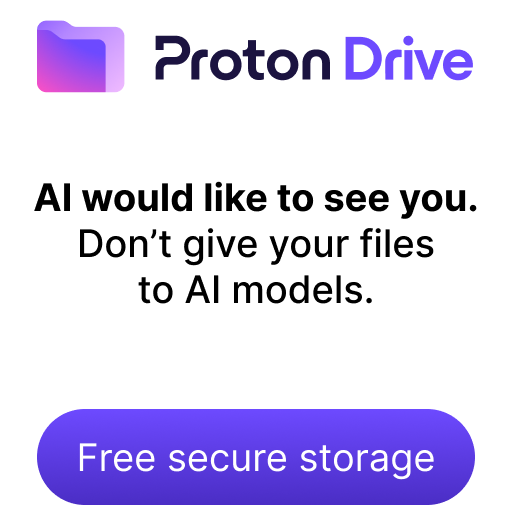 Proton Drive
AI would like to see you.
Don’t give your files
to AI models.
Free secure storage